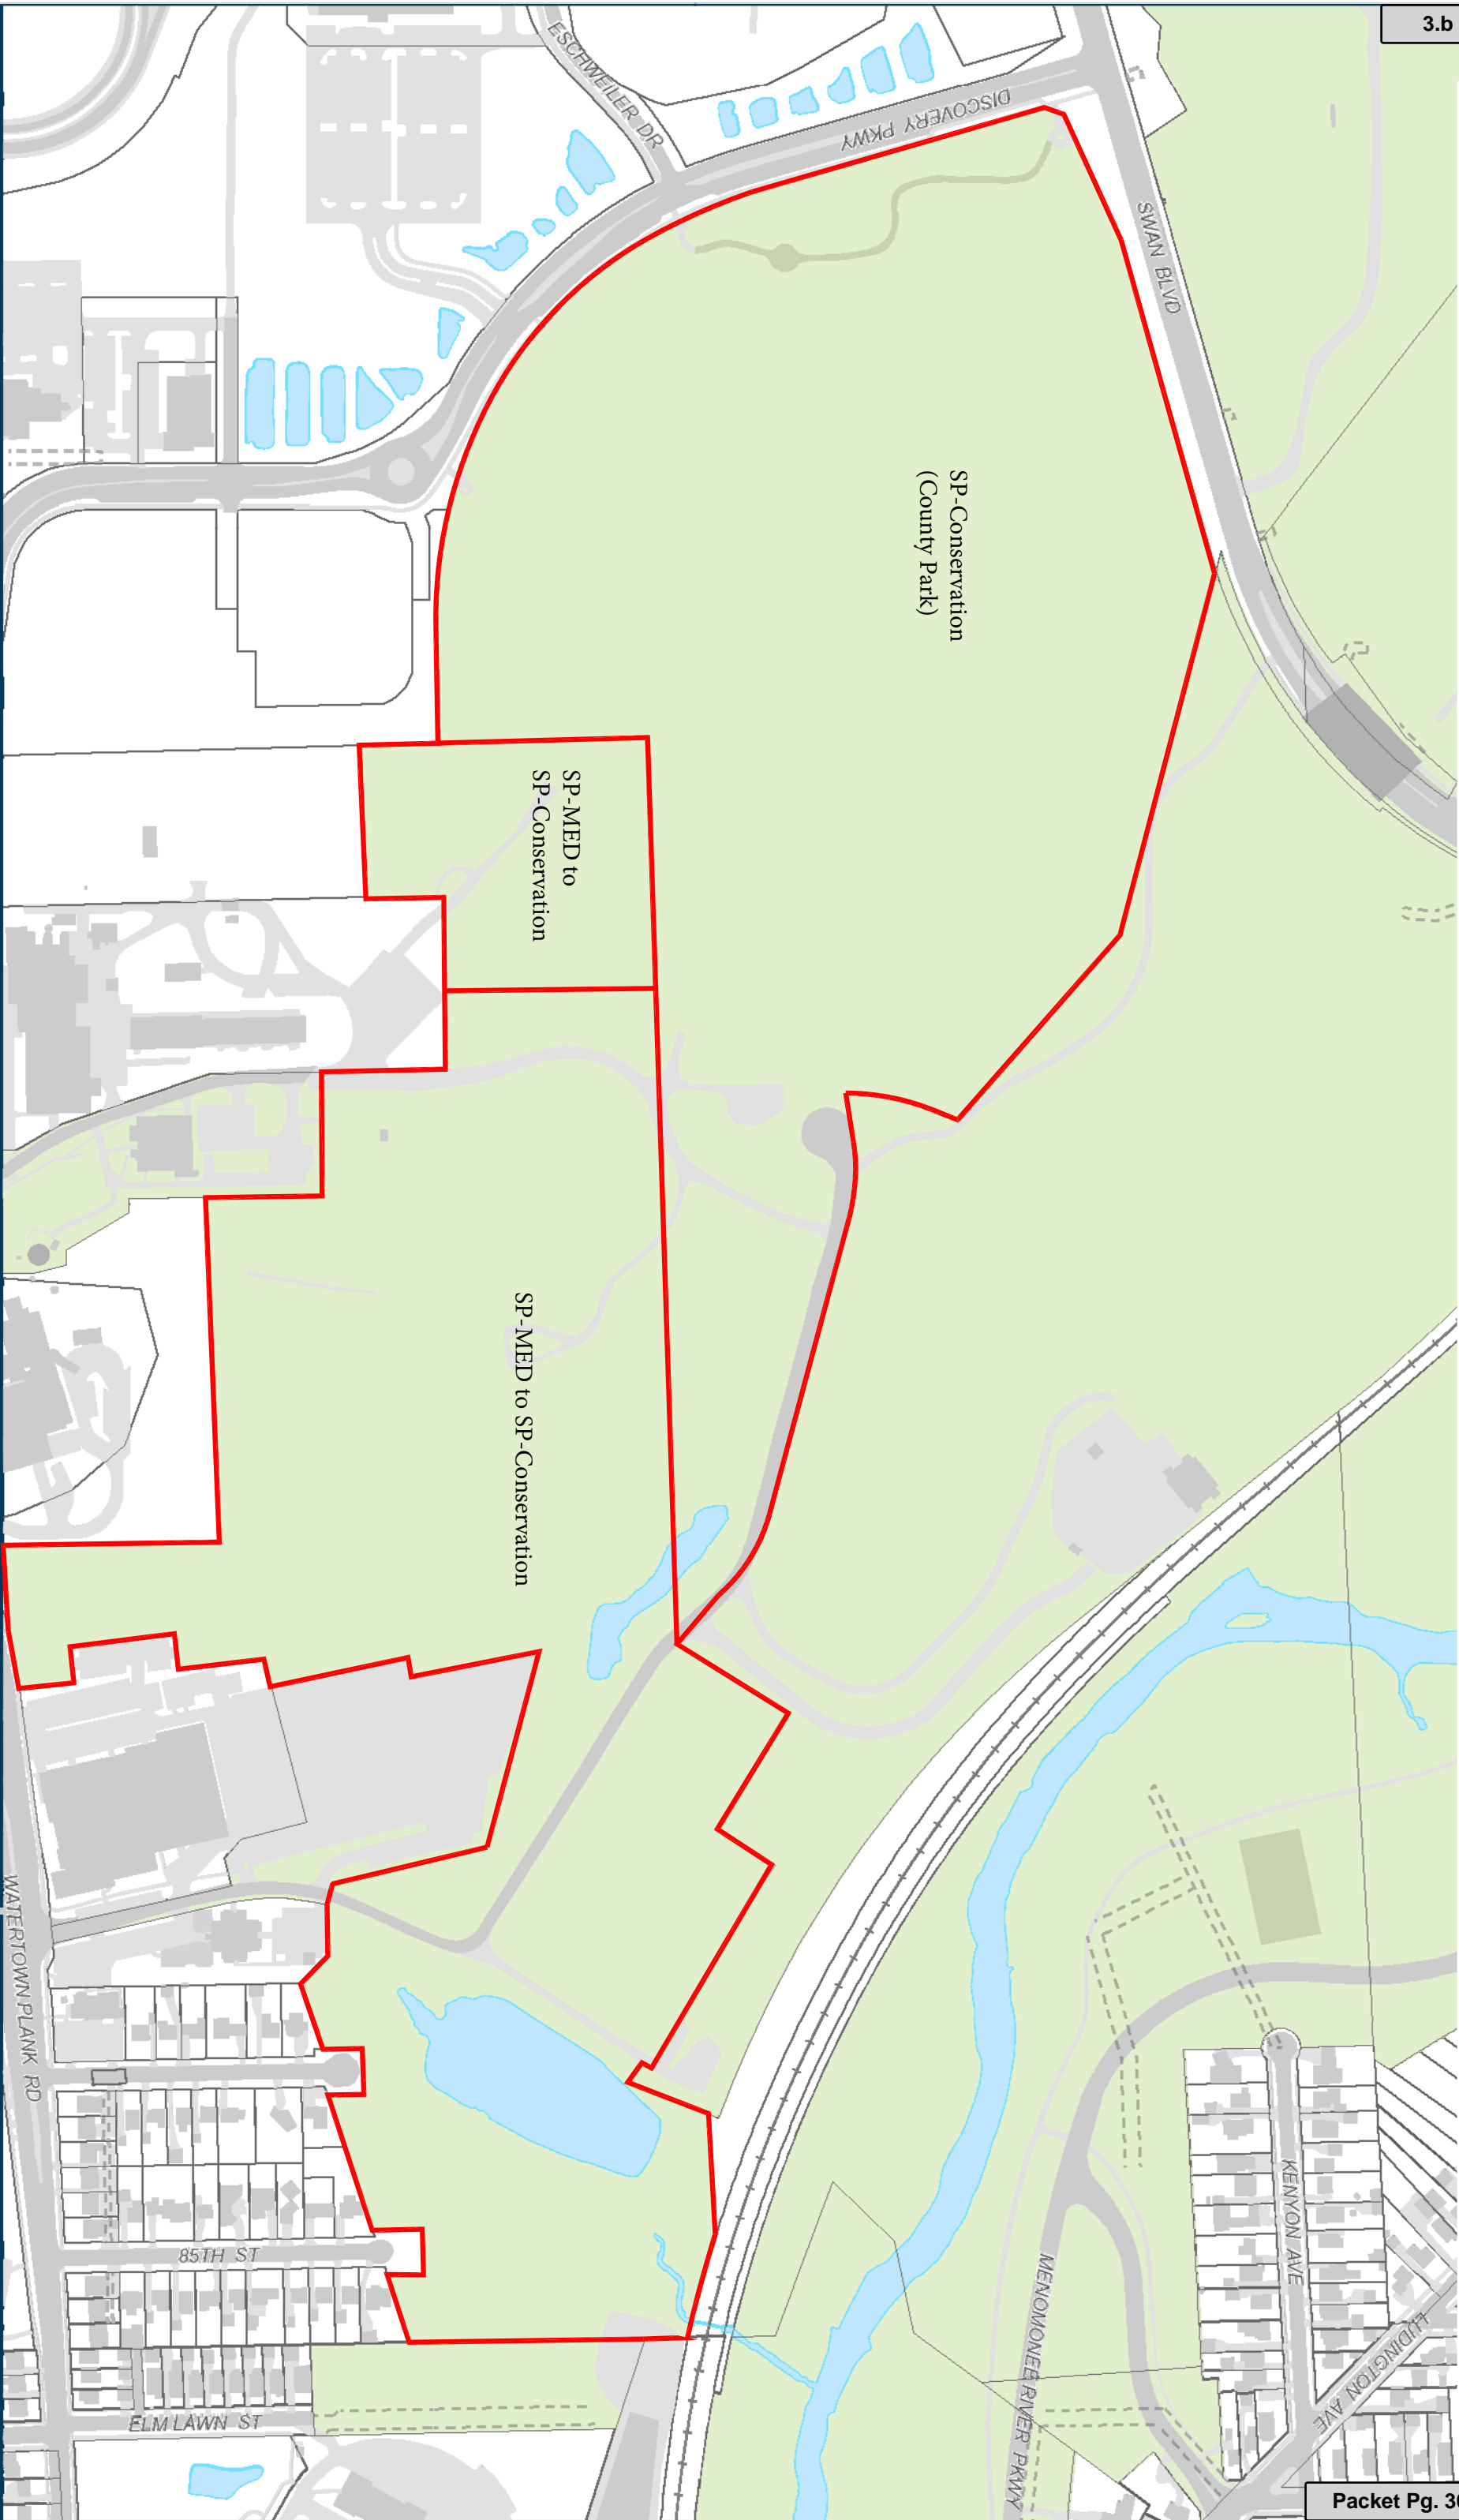 3.b
ESCHWEILER DR
DISCOVERY PKWY
SWAN BLVD
SP-Conservation
(County Park)
SP-MED to
SP-Conservation
SP-MED to SP-Conservation
WATERTOWN PLANK RD
85TH ST
ELM LAWN ST
KENYON AVE
LUDINGTON AVE
MENOMONEE RIVER PKWY
Packet Pg.